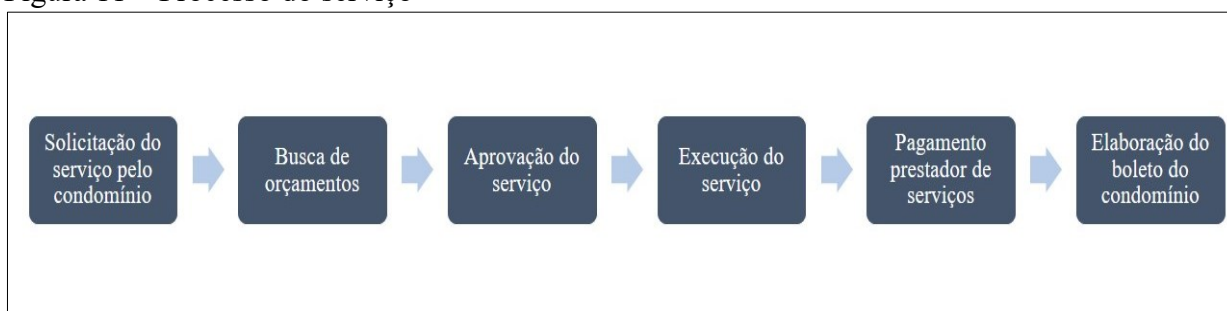 Solicitação do
serviço pelo
condomínio
Busca de
orçamentos
Aprovação do
serviço
Execução do
serviço
Pagamento
prestador de
serviços
Elaboração do
boleto do
condomínio